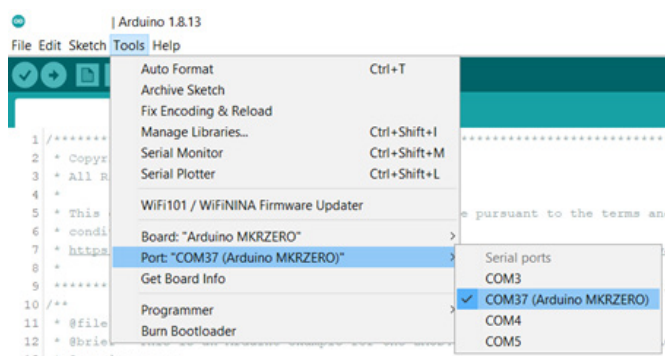 | Arduino 1.8.13
File Edit Sketch Tools Help
Auto Format Ctrl+T
Archive Sketch
Fix Encoding & Reload
Manage Libraries... Ctrl+Shift+I
Serial Monitor Ctrl+Shift+M
Serial Plotter Ctrl+Shift+L
WiFi101 / WiFiNINA Firmware Updater
Board: "Arduino MKRZERO"
Port: "COM37 (Arduino MKRZERO)"
Get Board Info
Programmer
Burn Bootloader
Serial ports
COM3
COM37 (Arduino MKRZERO)
COM4
COM5
1 /*******
2 * Copyr
3 * All R
4 *
5 * This e pursuant to the terms an
6 * condi
7 * https
8 *
9 *******
10 /**
11 * @file
12 * @brie